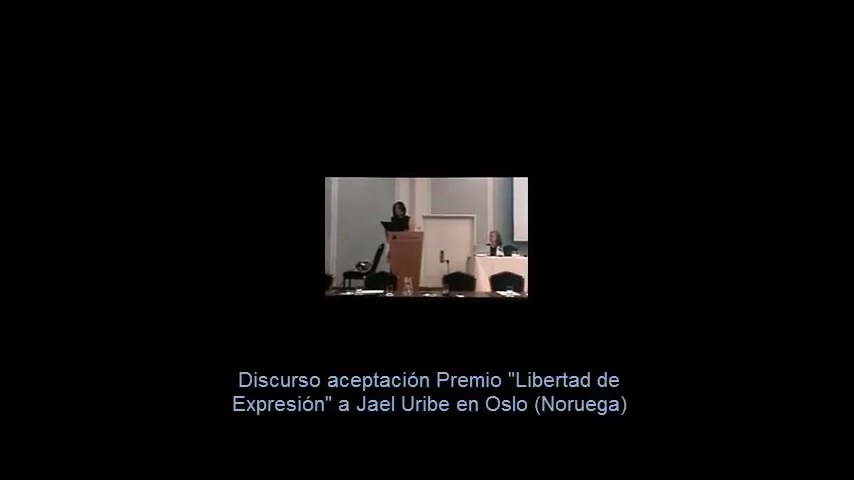 Discurso aceptación Premio "Libertad de
Expresión" a Jael Uribe en Oslo (Noruega)